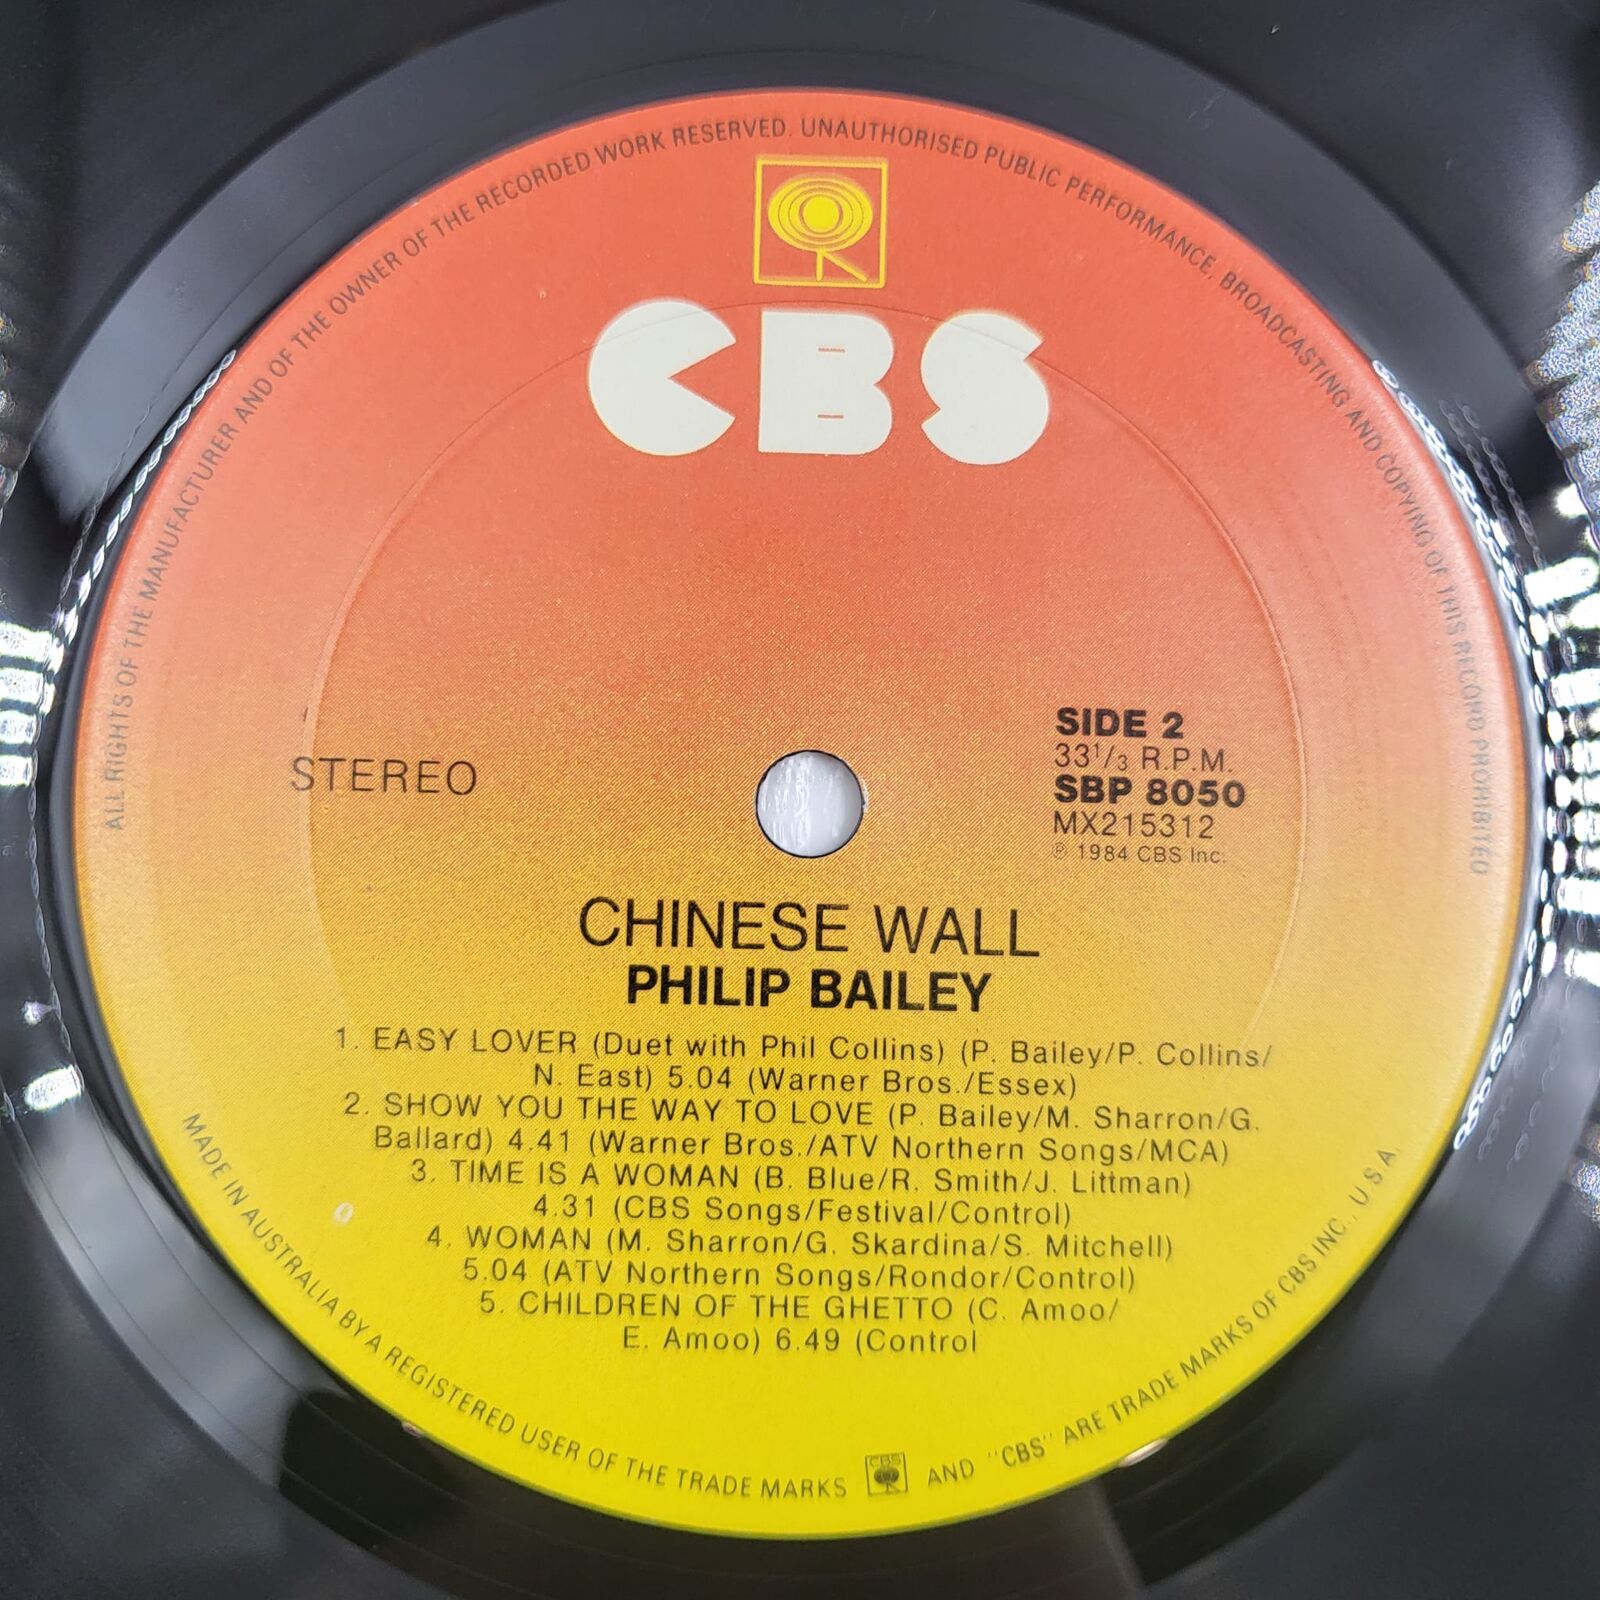 ALL RIGHTS OF THE MANUFACTURER AND OF THE OWNER OF THE RECORDED WORK RESERVED. UNAUTHORISED PUBLIC PERFORMANCE, BROADCASTING AND COPYING OF THIS RECORD PROHIBITED
CBS
STEREO
SIDE 2
33 1/3 R.P.M.
SBP 8050
MX215312
℗ 1984 CBS Inc.
CHINESE WALL
PHILIP BAILEY
1. EASY LOVER (Duet with Phil Collins) (P. Bailey/P. Collins/
N. East) 5.04 (Warner Bros./Essex)
2. SHOW YOU THE WAY TO LOVE (P. Bailey/M. Sharron/G.
Ballard) 4.41 (Warner Bros./ATV Northern Songs/MCA)
3. TIME IS A WOMAN (B. Blue/R. Smith/J. Littman)
4.31 (CBS Songs/Festival/Control)
4. WOMAN (M. Sharron/G. Skardina/S. Mitchell)
5.04 (ATV Northern Songs/Rondor/Control)
5. CHILDREN OF THE GHETTO (C. Amoo/
E. Amoo) 6.49 (Control
MADE IN AUSTRALIA BY A REGISTERED USER OF THE TRADE MARKS CBS AND "CBS" ARE TRADE MARKS OF CBS INC., U.S.A.